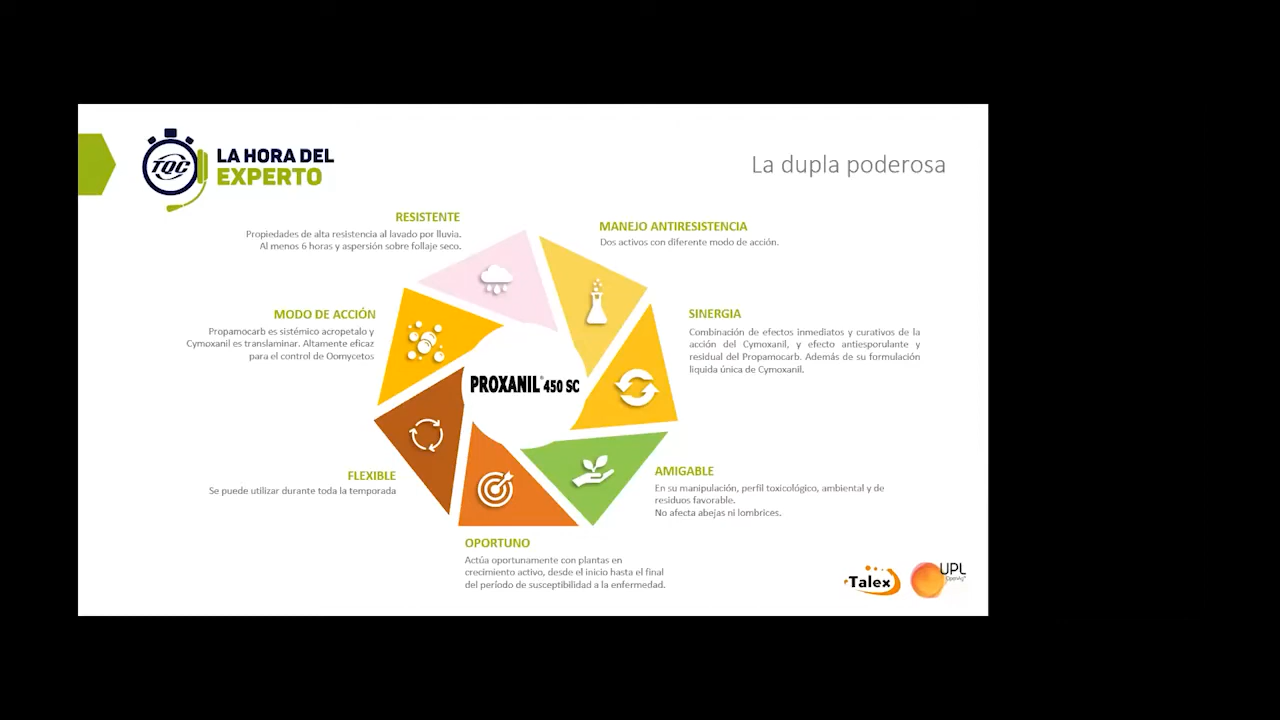 TQC
LA HORA DEL
EXPERTO
La dupla poderosa
RESISTENTE
Propiedades de alta resistencia al lavado por lluvia.
Al menos 6 horas y aspersión sobre follaje seco.
MANEJO ANTIRESISTENCIA
Dos activos con diferente modo de acción.
MODO DE ACCIÓN
Propamocarb es sistémico acropetalo y
Cymoxanil es translaminar. Altamente eficaz
para el control de Oomycetos
SINERGIA
Combinación de efectos inmediatos y curativos de la
acción del Cymoxanil, y efecto antiesporulante y
residual del Propamocarb. Además de su formulación
liquida única de Cymoxanil.
PROXANIL® 450 SC
FLEXIBLE
Se puede utilizar durante toda la temporada
AMIGABLE
En su manipulación, perfil toxicológico, ambiental y de
residuos favorable.
No afecta abejas ni lombrices.
OPORTUNO
Actúa oportunamente con plantas en
crecimiento activo, desde el inicio hasta el final
del período de susceptibilidad a la enfermedad.
Talex
UPL
OpenAg